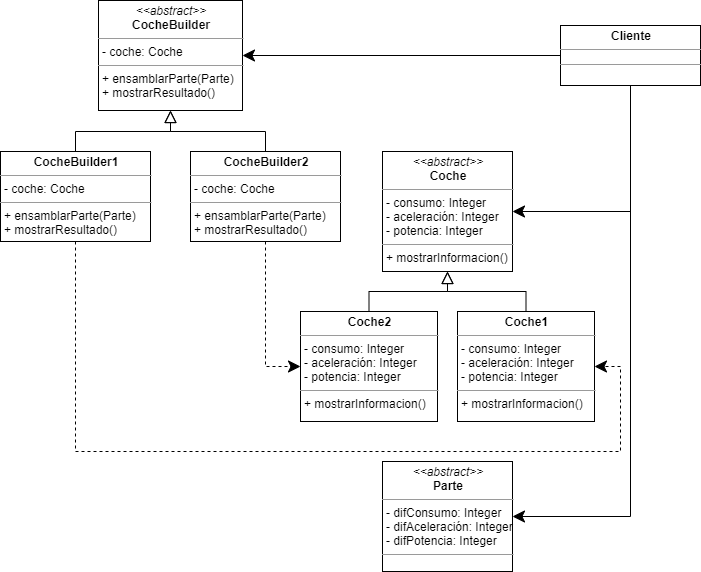 <<abstract>>
CocheBuilder
- coche: Coche
+ ensamblarParte(Parte)
+ mostrarResultado()
Cliente
CocheBuilder1
- coche: Coche
+ ensamblarParte(Parte)
+ mostrarResultado()
CocheBuilder2
- coche: Coche
+ ensamblarParte(Parte)
+ mostrarResultado()
<<abstract>>
Coche
- consumo: Integer
- aceleración: Integer
- potencia: Integer
+ mostrarInformacion()
Coche2
- consumo: Integer
- aceleración: Integer
- potencia: Integer
+ mostrarInformacion()
Coche1
- consumo: Integer
- aceleración: Integer
- potencia: Integer
+ mostrarInformacion()
<<abstract>>
Parte
- difConsumo: Integer
- difAceleración: Integer
- difPotencia: Integer